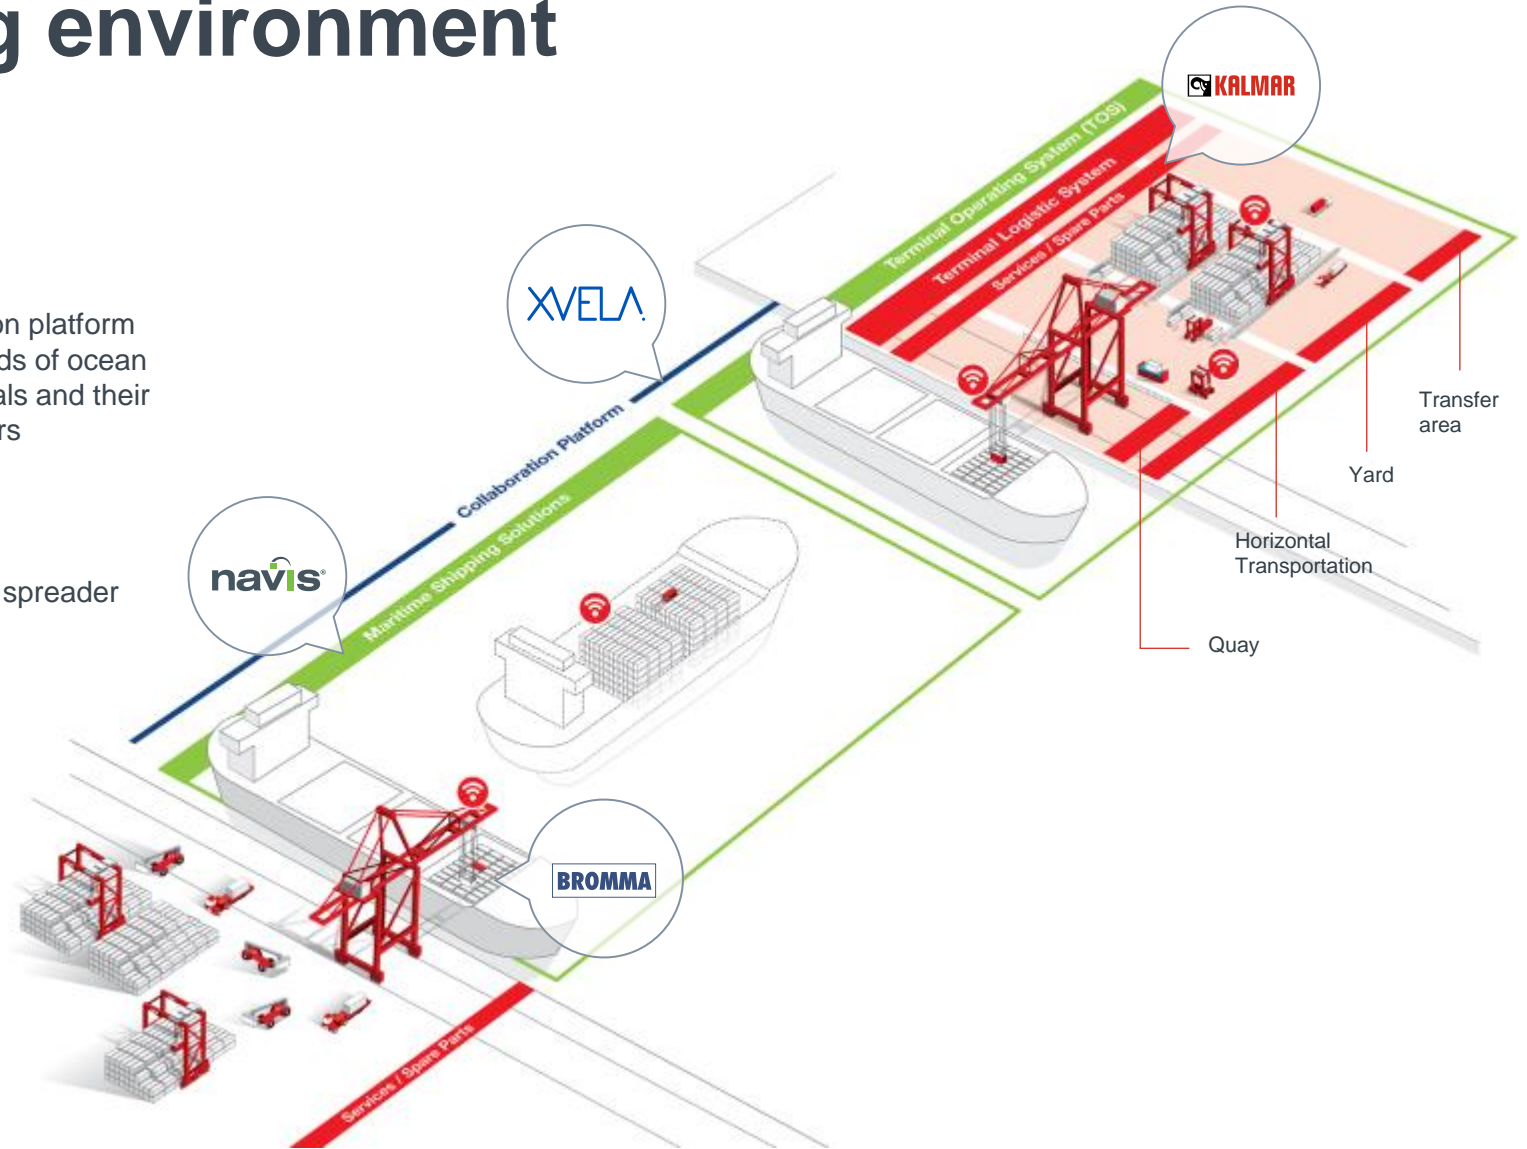 g environment
KALMAR
Terminal Operating System (TOS)
Terminal Logistic System
Services / Spare Parts
XVELA
on platform
ds of ocean
als and their
rs
Collaboration Platform
Transfer
area
Yard
Maritime Shipping Solutions
Horizontal
Transportation
navis
spreader
Quay
BROMMA
Services / Spare Parts